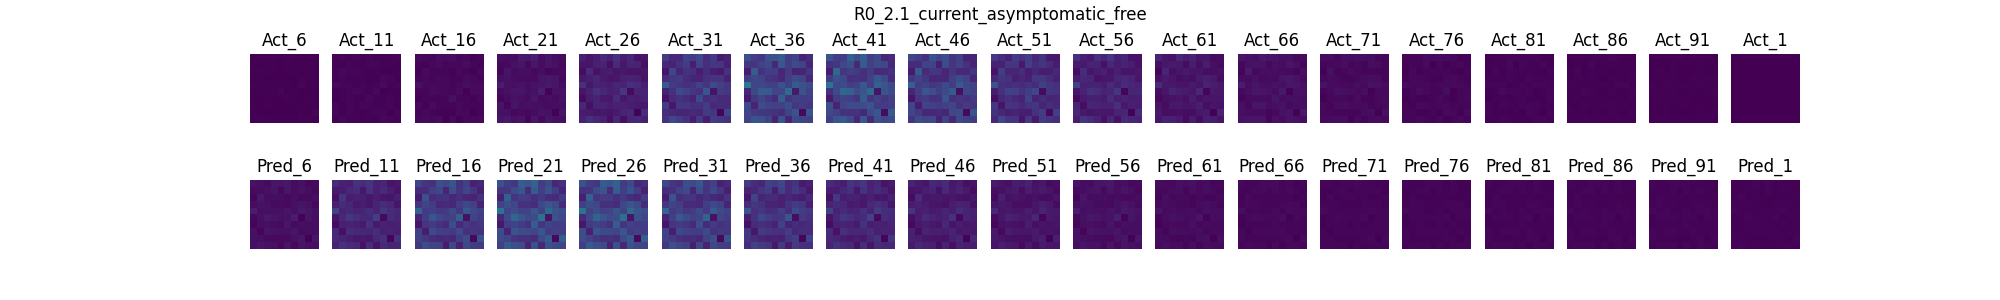 R0_2.1_current_asymptomatic_free
Act_6 Act_11 Act_16 Act_21 Act_26 Act_31 Act_36 Act_41 Act_46 Act_51 Act_56 Act_61 Act_66 Act_71 Act_76 Act_81 Act_86 Act_91 Act_1
Pred_6 Pred_11 Pred_16 Pred_21 Pred_26 Pred_31 Pred_36 Pred_41 Pred_46 Pred_51 Pred_56 Pred_61 Pred_66 Pred_71 Pred_76 Pred_81 Pred_86 Pred_91 Pred_1